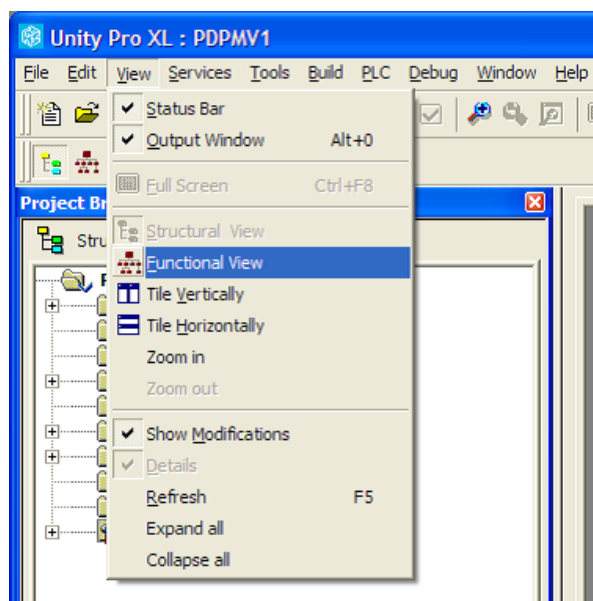 Unity Pro XL : PDPMV1
File Edit View Services Tools Build PLC Debug Window Help
Status Bar
Output Window Alt+0
Full Screen Ctrl+F8
Project Br
Structural View
Stru
Functional View
Tile Vertically
Tile Horizontally
Zoom in
Zoom out
Show Modifications
Details
Refresh F5
Expand all
Collapse all